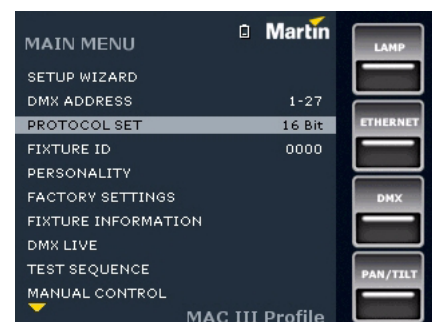 MAIN MENU
Martin
SETUP WIZARD
DMX ADDRESS 1-27
PROTOCOL SET 16 Bit
FIXTURE ID 0000
PERSONALITY
FACTORY SETTINGS
FIXTURE INFORMATION
DMX LIVE
TEST SEQUENCE
MANUAL CONTROL
MAC III Profile
LAMP
ETHERNET
DMX
PAN/TILT